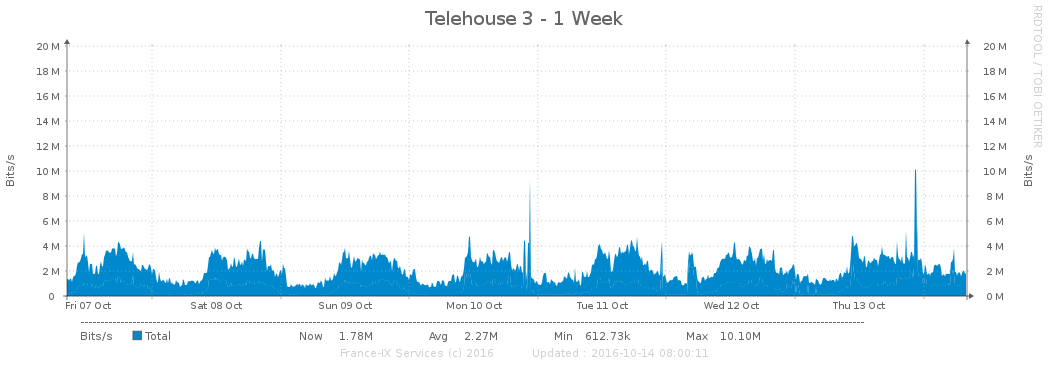 Telehouse 3 - 1 Week
RRDTOOL / TOBI OETIKER
Bits/s
20 M 20 M
18 M 18 M
16 M 16 M
14 M 14 M
12 M 12 M
10 M 10 M
8 M 8 M
6 M 6 M
4 M 4 M
2 M 2 M
0 0 M
Bits/s
Fri 07 Oct Sat 08 Oct Sun 09 Oct Mon 10 Oct Tue 11 Oct Wed 12 Oct Thu 13 Oct
Bits/s Total Now 1.78M Avg 2.27M Min 612.73k Max 10.10M
France-IX Services (c) 2016 Updated : 2016-10-14 08:00:11